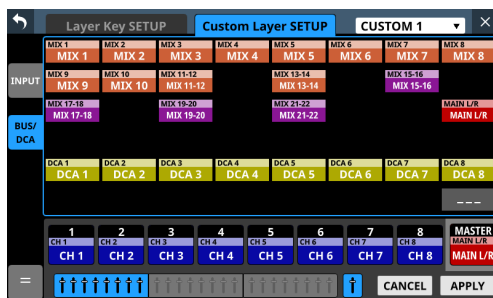 Layer Key SETUP Custom Layer SETUP CUSTOM 1 ▼ ×
MIX 1 MIX 2 MIX 3 MIX 4 MIX 5 MIX 6 MIX 7 MIX 8
MIX 1 MIX 2 MIX 3 MIX 4 MIX 5 MIX 6 MIX 7 MIX 8
INPUT
MIX 9 MIX 10 MIX 11-12 MIX 13-14 MIX 15-16
MIX 9 MIX 10 MIX 11-12 MIX 13-14 MIX 15-16
MIX 17-18 MIX 19-20 MIX 21-22 MAIN L/R
MIX 17-18 MIX 19-20 MIX 21-22 MAIN L/R
BUS/
DCA
DCA 1 DCA 2 DCA 3 DCA 4 DCA 5 DCA 6 DCA 7 DCA 8
DCA 1 DCA 2 DCA 3 DCA 4 DCA 5 DCA 6 DCA 7 DCA 8
---
1 2 3 4 5 6 7 8 MASTER
CH 1 CH 2 CH 3 CH 4 CH 5 CH 6 CH 7 CH 8 MAIN L/R
CH 1 CH 2 CH 3 CH 4 CH 5 CH 6 CH 7 CH 8 MAIN L/R
CANCEL APPLY